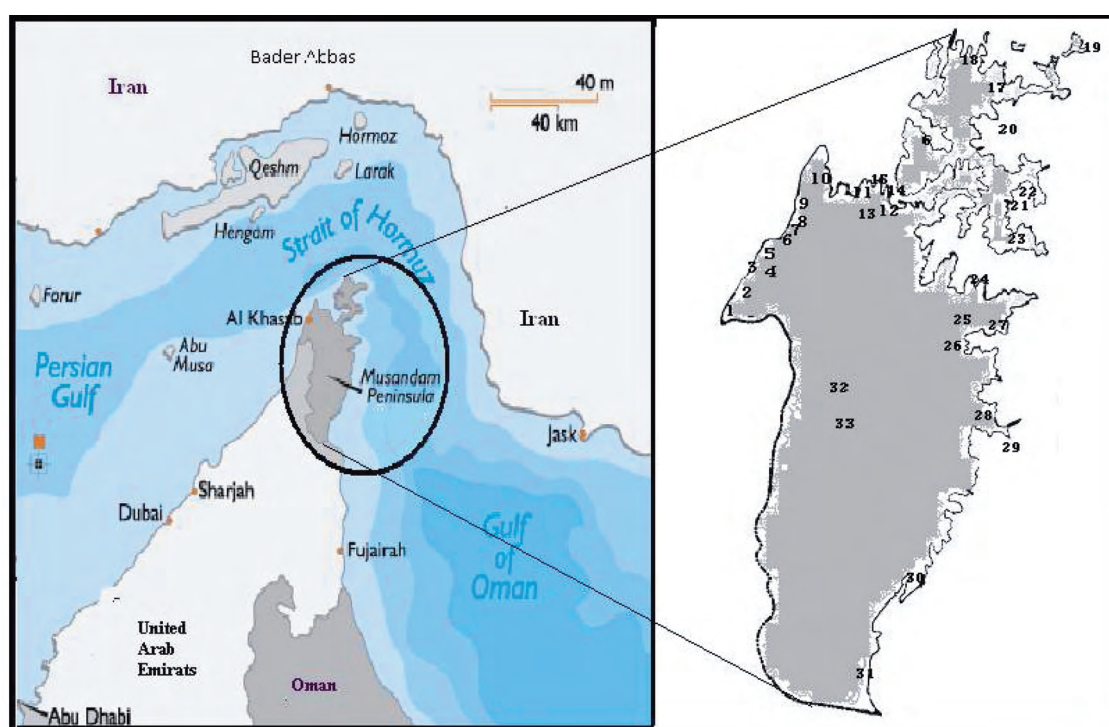 Bader Abbas
Iran
40 m
40 km
Hormoz
Qeshm
Larak
Hengam
Strait of Hormuz
Forur
Al Khasab
Iran
Abu
Musa
Persian
Gulf
Musandam
Peninsula
Jask
Sharjah
Dubai
Gulf
of
Oman
Fujairah
United
Arab
Emirats
Oman
Abu Dhabi
19
18
17
20
6
10
16
11
14
22
9
13
12
21
8
7
6
23
5
3
4
24
2
1
25
27
26
32
28
33
29
30
31